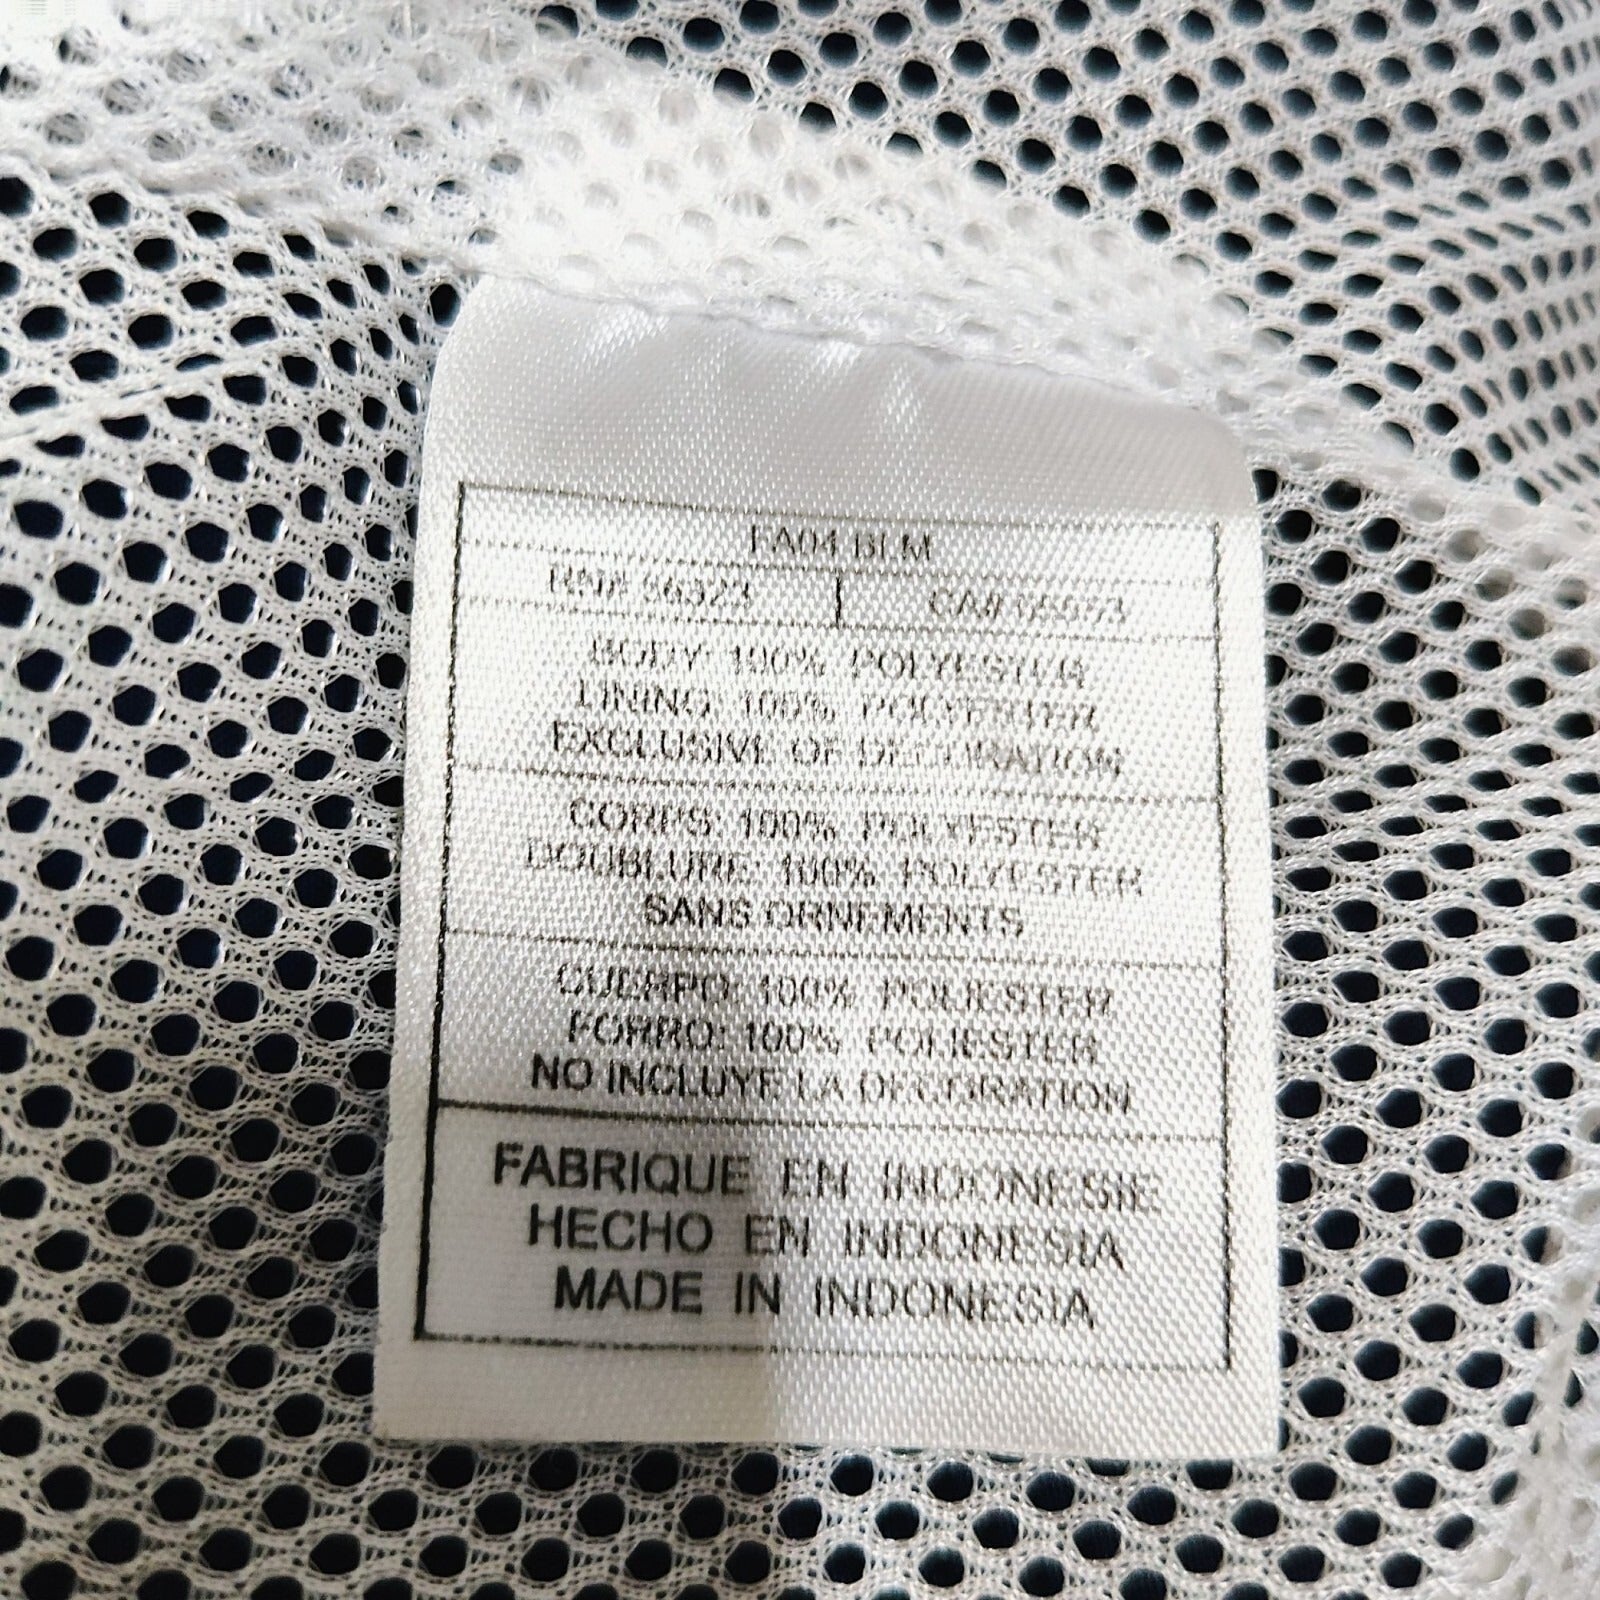 FA04 BLM
RN# 56323 CA# 05553
BODY: 100% POLYESTER
LINING: 100% POLYESTER
EXCLUSIVE OF DECORATION
CORPS: 100% POLYESTER
DOUBLURE: 100% POLYESTER
SANS ORNEMENTS
CUERPO: 100% POLIESTER
FORRO: 100% POLIESTER
NO INCLUYE LA DECORATION
FABRIQUE EN INDONESIE
HECHO EN INDONESIA
MADE IN INDONESIA